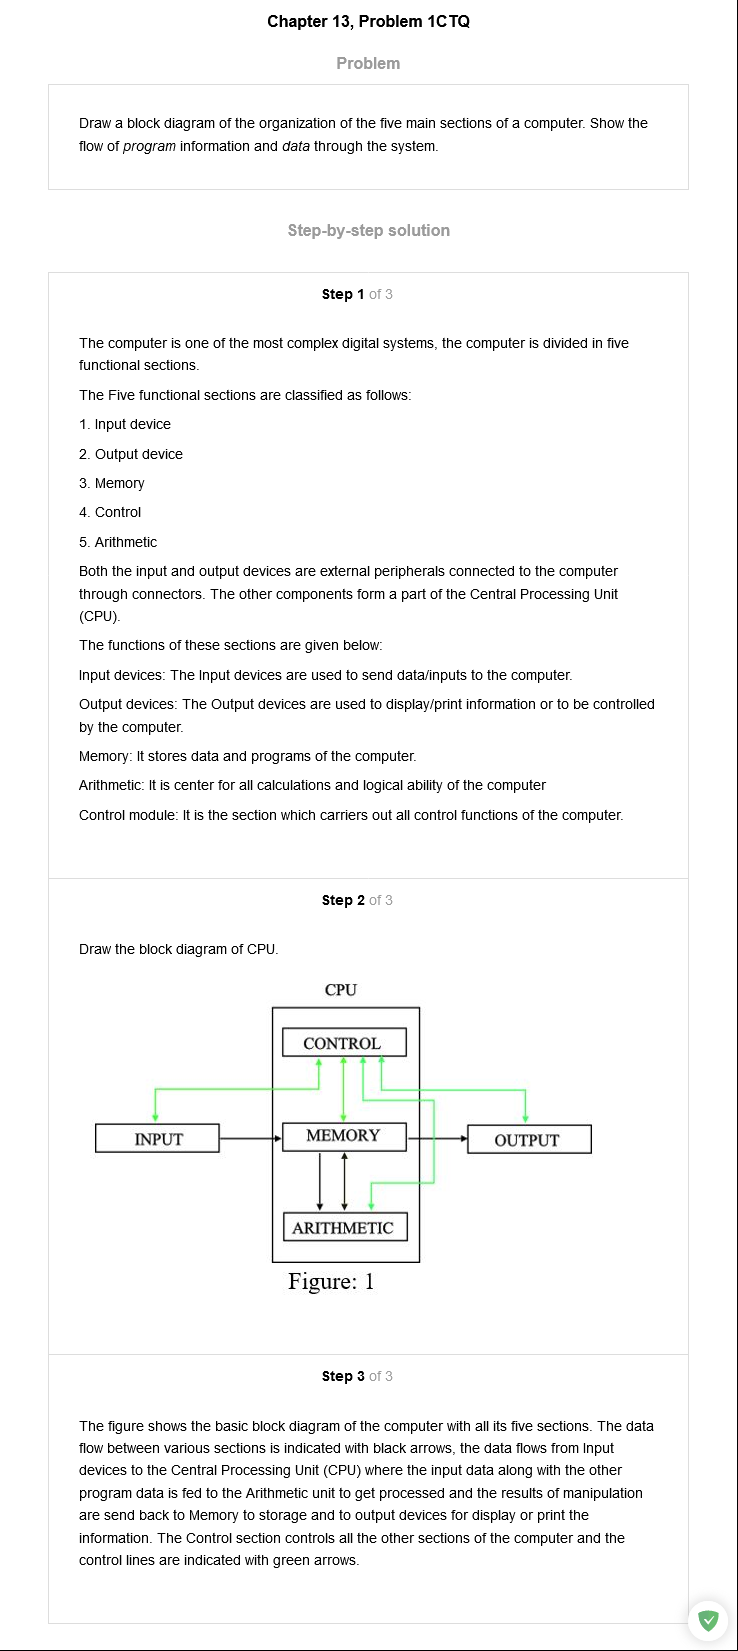 Chapter 13, Problem 1CTQ
Problem
Draw a block diagram of the organization of the five main sections of a computer. Show the
flow of program information and data through the system.
Step-by-step solution
Step 1 of 3
The computer is one of the most complex digital systems, the computer is divided in five
functional sections.
The Five functional sections are classified as follows:
1. Input device
2. Output device
3. Memory
4. Control
5. Arithmetic
Both the input and output devices are external peripherals connected to the computer
through connectors. The other components form a part of the Central Processing Unit
(CPU).
The functions of these sections are given below:
Input devices: The Input devices are used to send data/inputs to the computer.
Output devices: The Output devices are used to display/print information or to be controlled
by the computer.
Memory: It stores data and programs of the computer.
Arithmetic: It is center for all calculations and logical ability of the computer
Control module: It is the section which carriers out all control functions of the computer.
Step 2 of 3
Draw the block diagram of CPU.
CPU
CONTROL
INPUT
MEMORY
OUTPUT
ARITHMETIC
Figure: 1
Step 3 of 3
The figure shows the basic block diagram of the computer with all its five sections. The data
flow between various sections is indicated with black arrows, the data flows from Input
devices to the Central Processing Unit (CPU) where the input data along with the other
program data is fed to the Arithmetic unit to get processed and the results of manipulation
are send back to Memory to storage and to output devices for display or print the
information. The Control section controls all the other sections of the computer and the
control lines are indicated with green arrows.